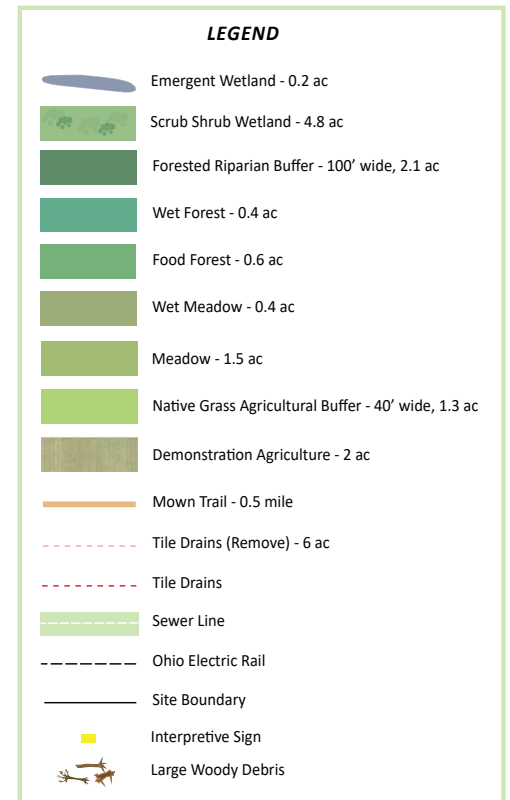 LEGEND
Emergent Wetland - 0.2 ac
Scrub Shrub Wetland - 4.8 ac
Forested Riparian Buffer - 100’ wide, 2.1 ac
Wet Forest - 0.4 ac
Food Forest - 0.6 ac
Wet Meadow - 0.4 ac
Meadow - 1.5 ac
Native Grass Agricultural Buffer - 40’ wide, 1.3 ac
Demonstration Agriculture - 2 ac
Mown Trail - 0.5 mile
Tile Drains (Remove) - 6 ac
Tile Drains
Sewer Line
Ohio Electric Rail
Site Boundary
Interpretive Sign
Large Woody Debris